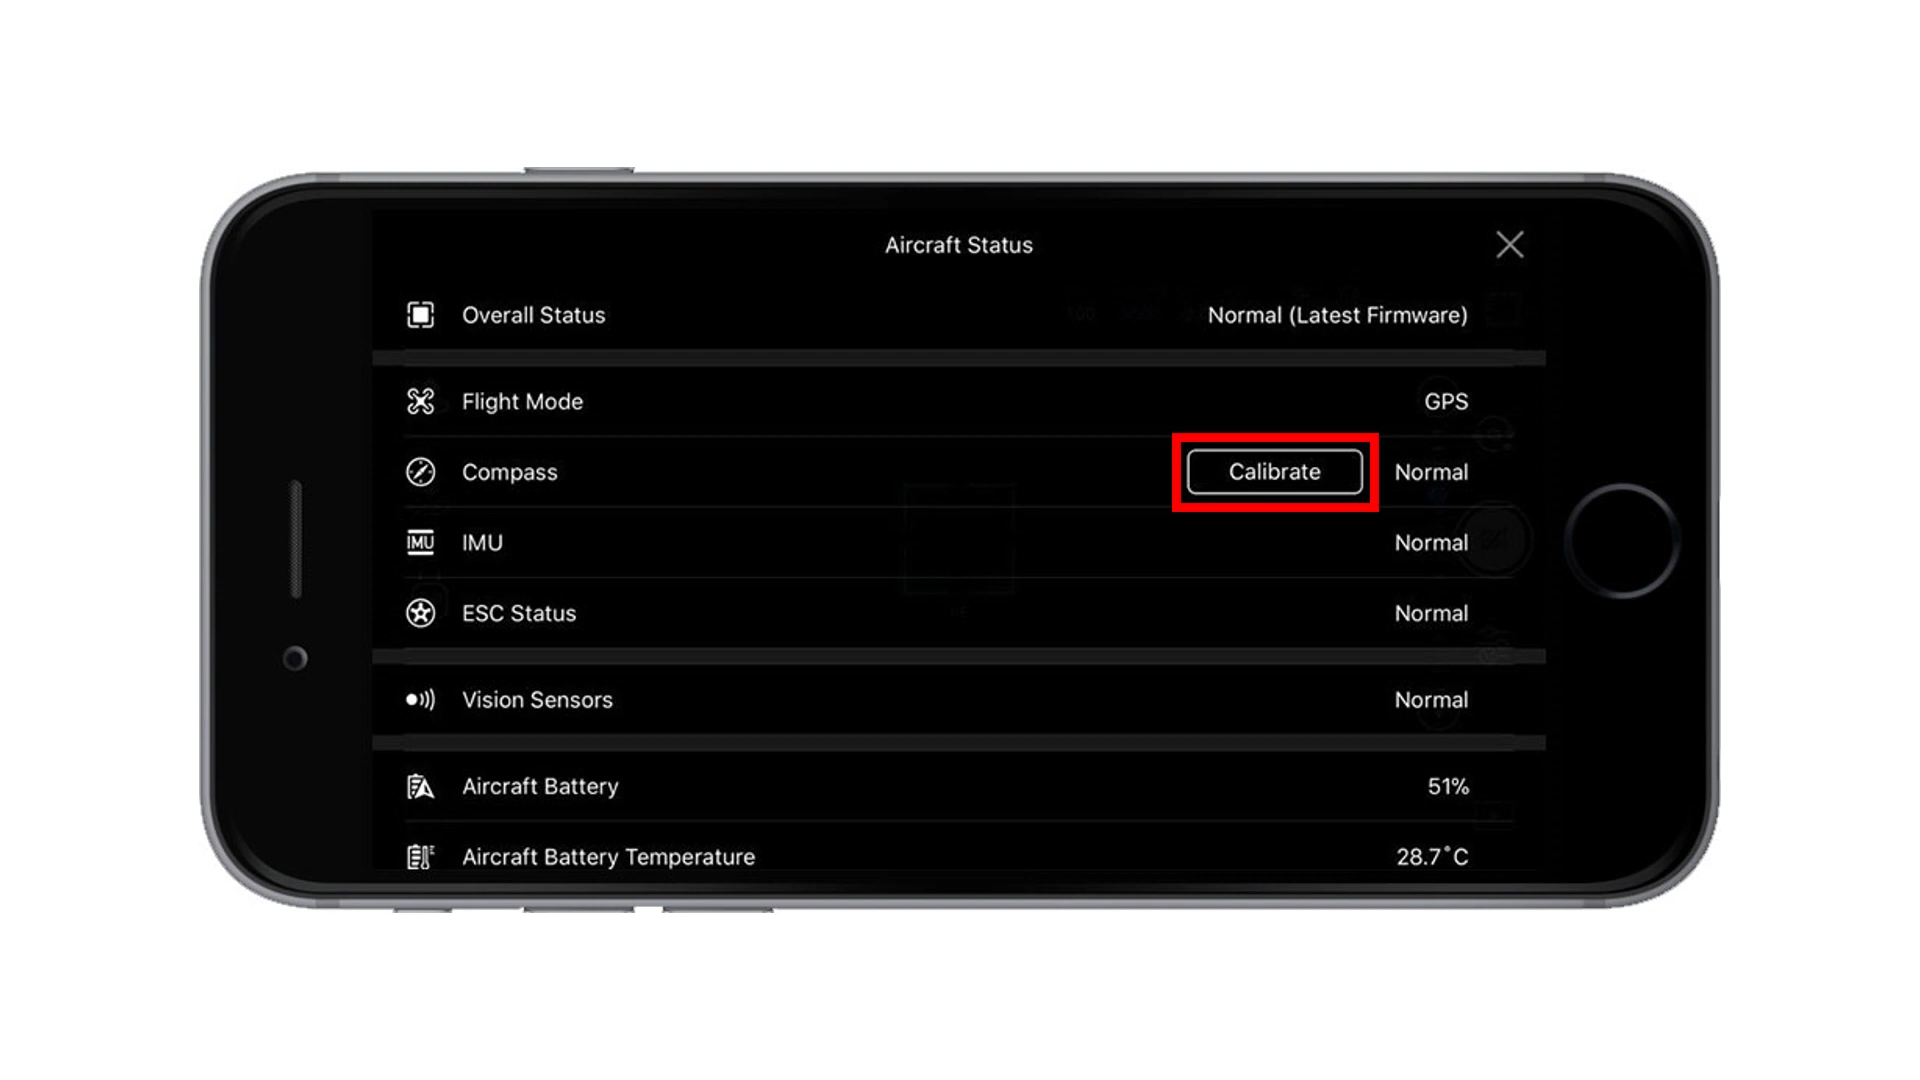 Aircraft Status
Overall Status Normal (Latest Firmware)
Flight Mode GPS
Compass Calibrate Normal
IMU IMU Normal
ESC Status Normal
Vision Sensors Normal
Aircraft Battery 51%
Aircraft Battery Temperature 28.7°C